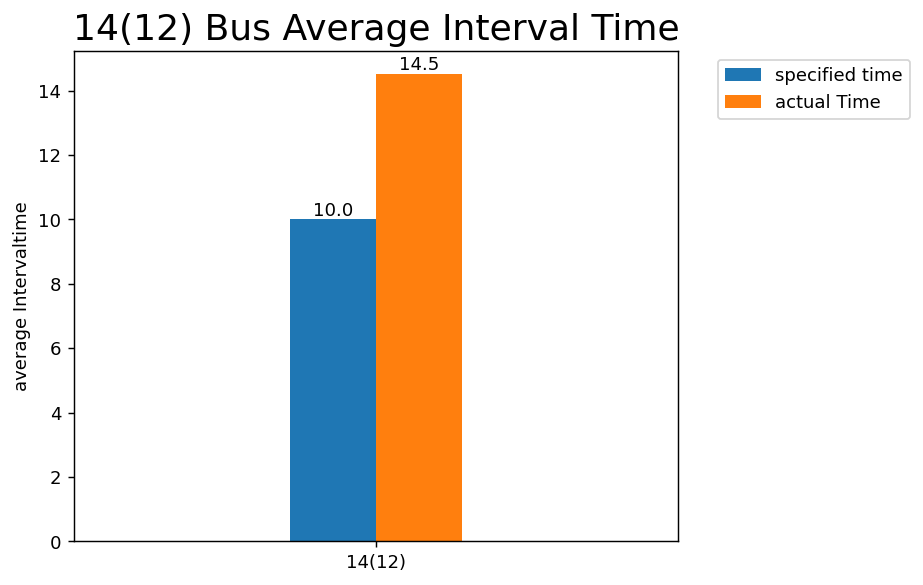 14(12) Bus Average Interval Time
specified time
actual Time
14.5
10.0
average Intervaltime
14
12
10
8
6
4
2
0
14(12)